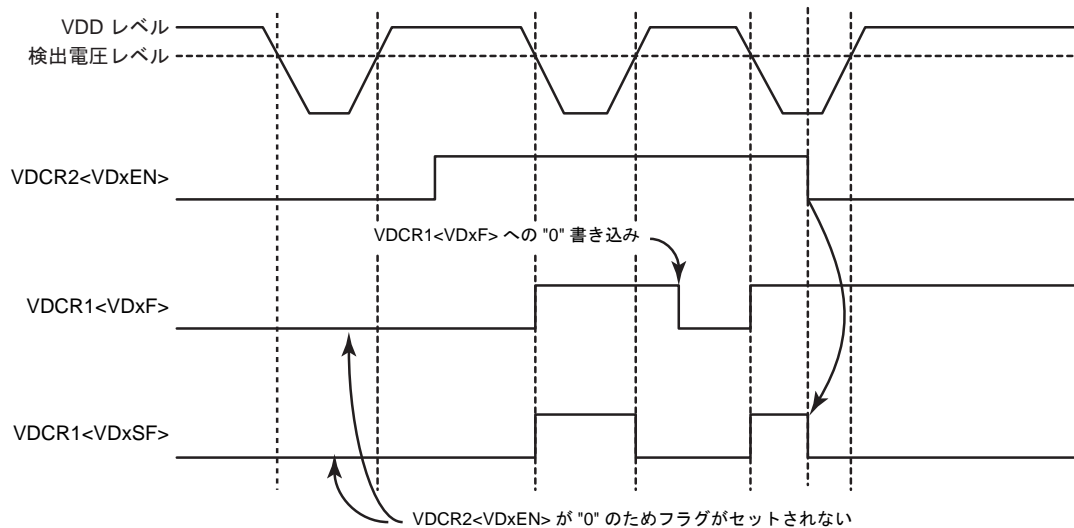 VDD レベル
検出電圧レベル
VDCR2<VDxEN>
VDCR1<VDxF> への "0" 書き込み
VDCR1<VDxF>
VDCR1<VDxSF>
VDCR2<VDxEN> が "0" のためフラグがセットされない